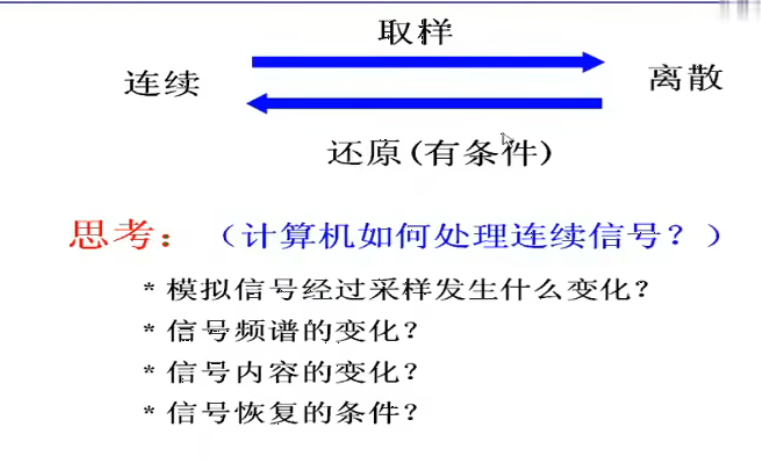 取样
连续
离散
还原(有条件)
思考：（计算机如何处理连续信号？）
*模拟信号经过采样发生什么变化？
*信号频谱的变化？
*信号内容的变化？
*信号恢复的条件？